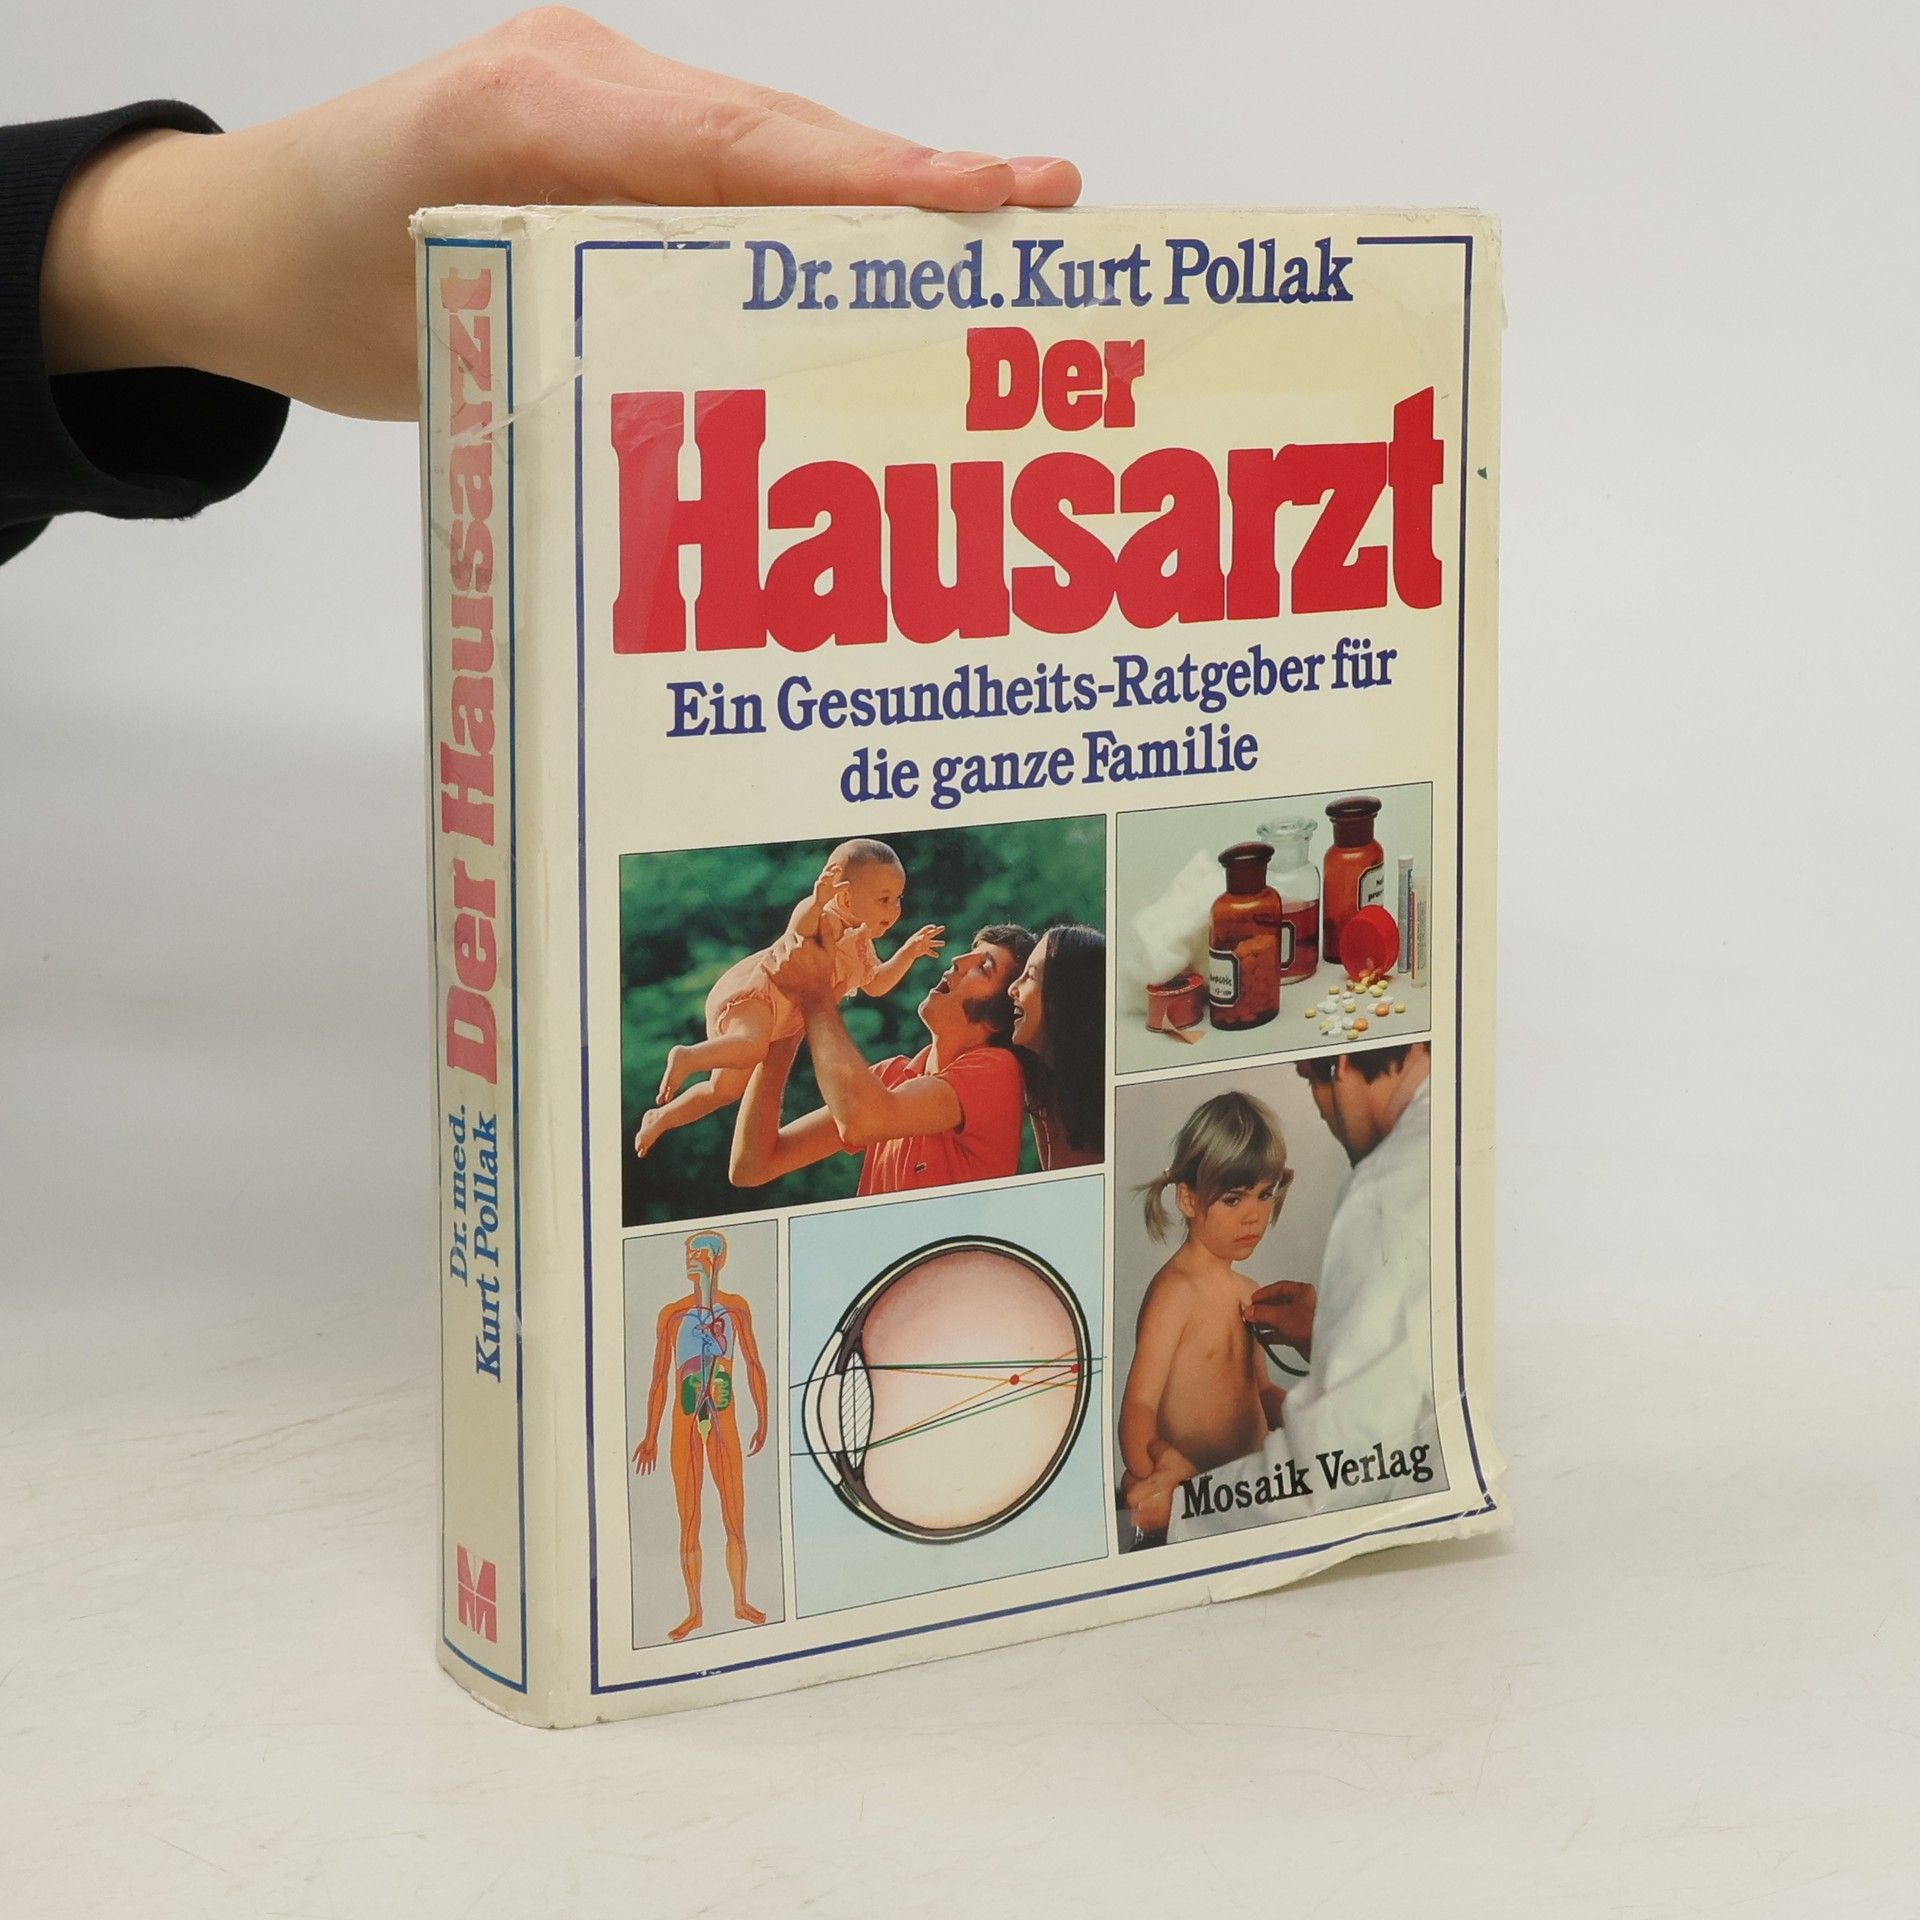 Dr. med. Kurt Pollak
Der
Hausarzt
Ein Gesundheits-Ratgeber für
die ganze Familie
Mosaik Verlag
Dr. med.
Kurt Pollak
Der Hausarzt